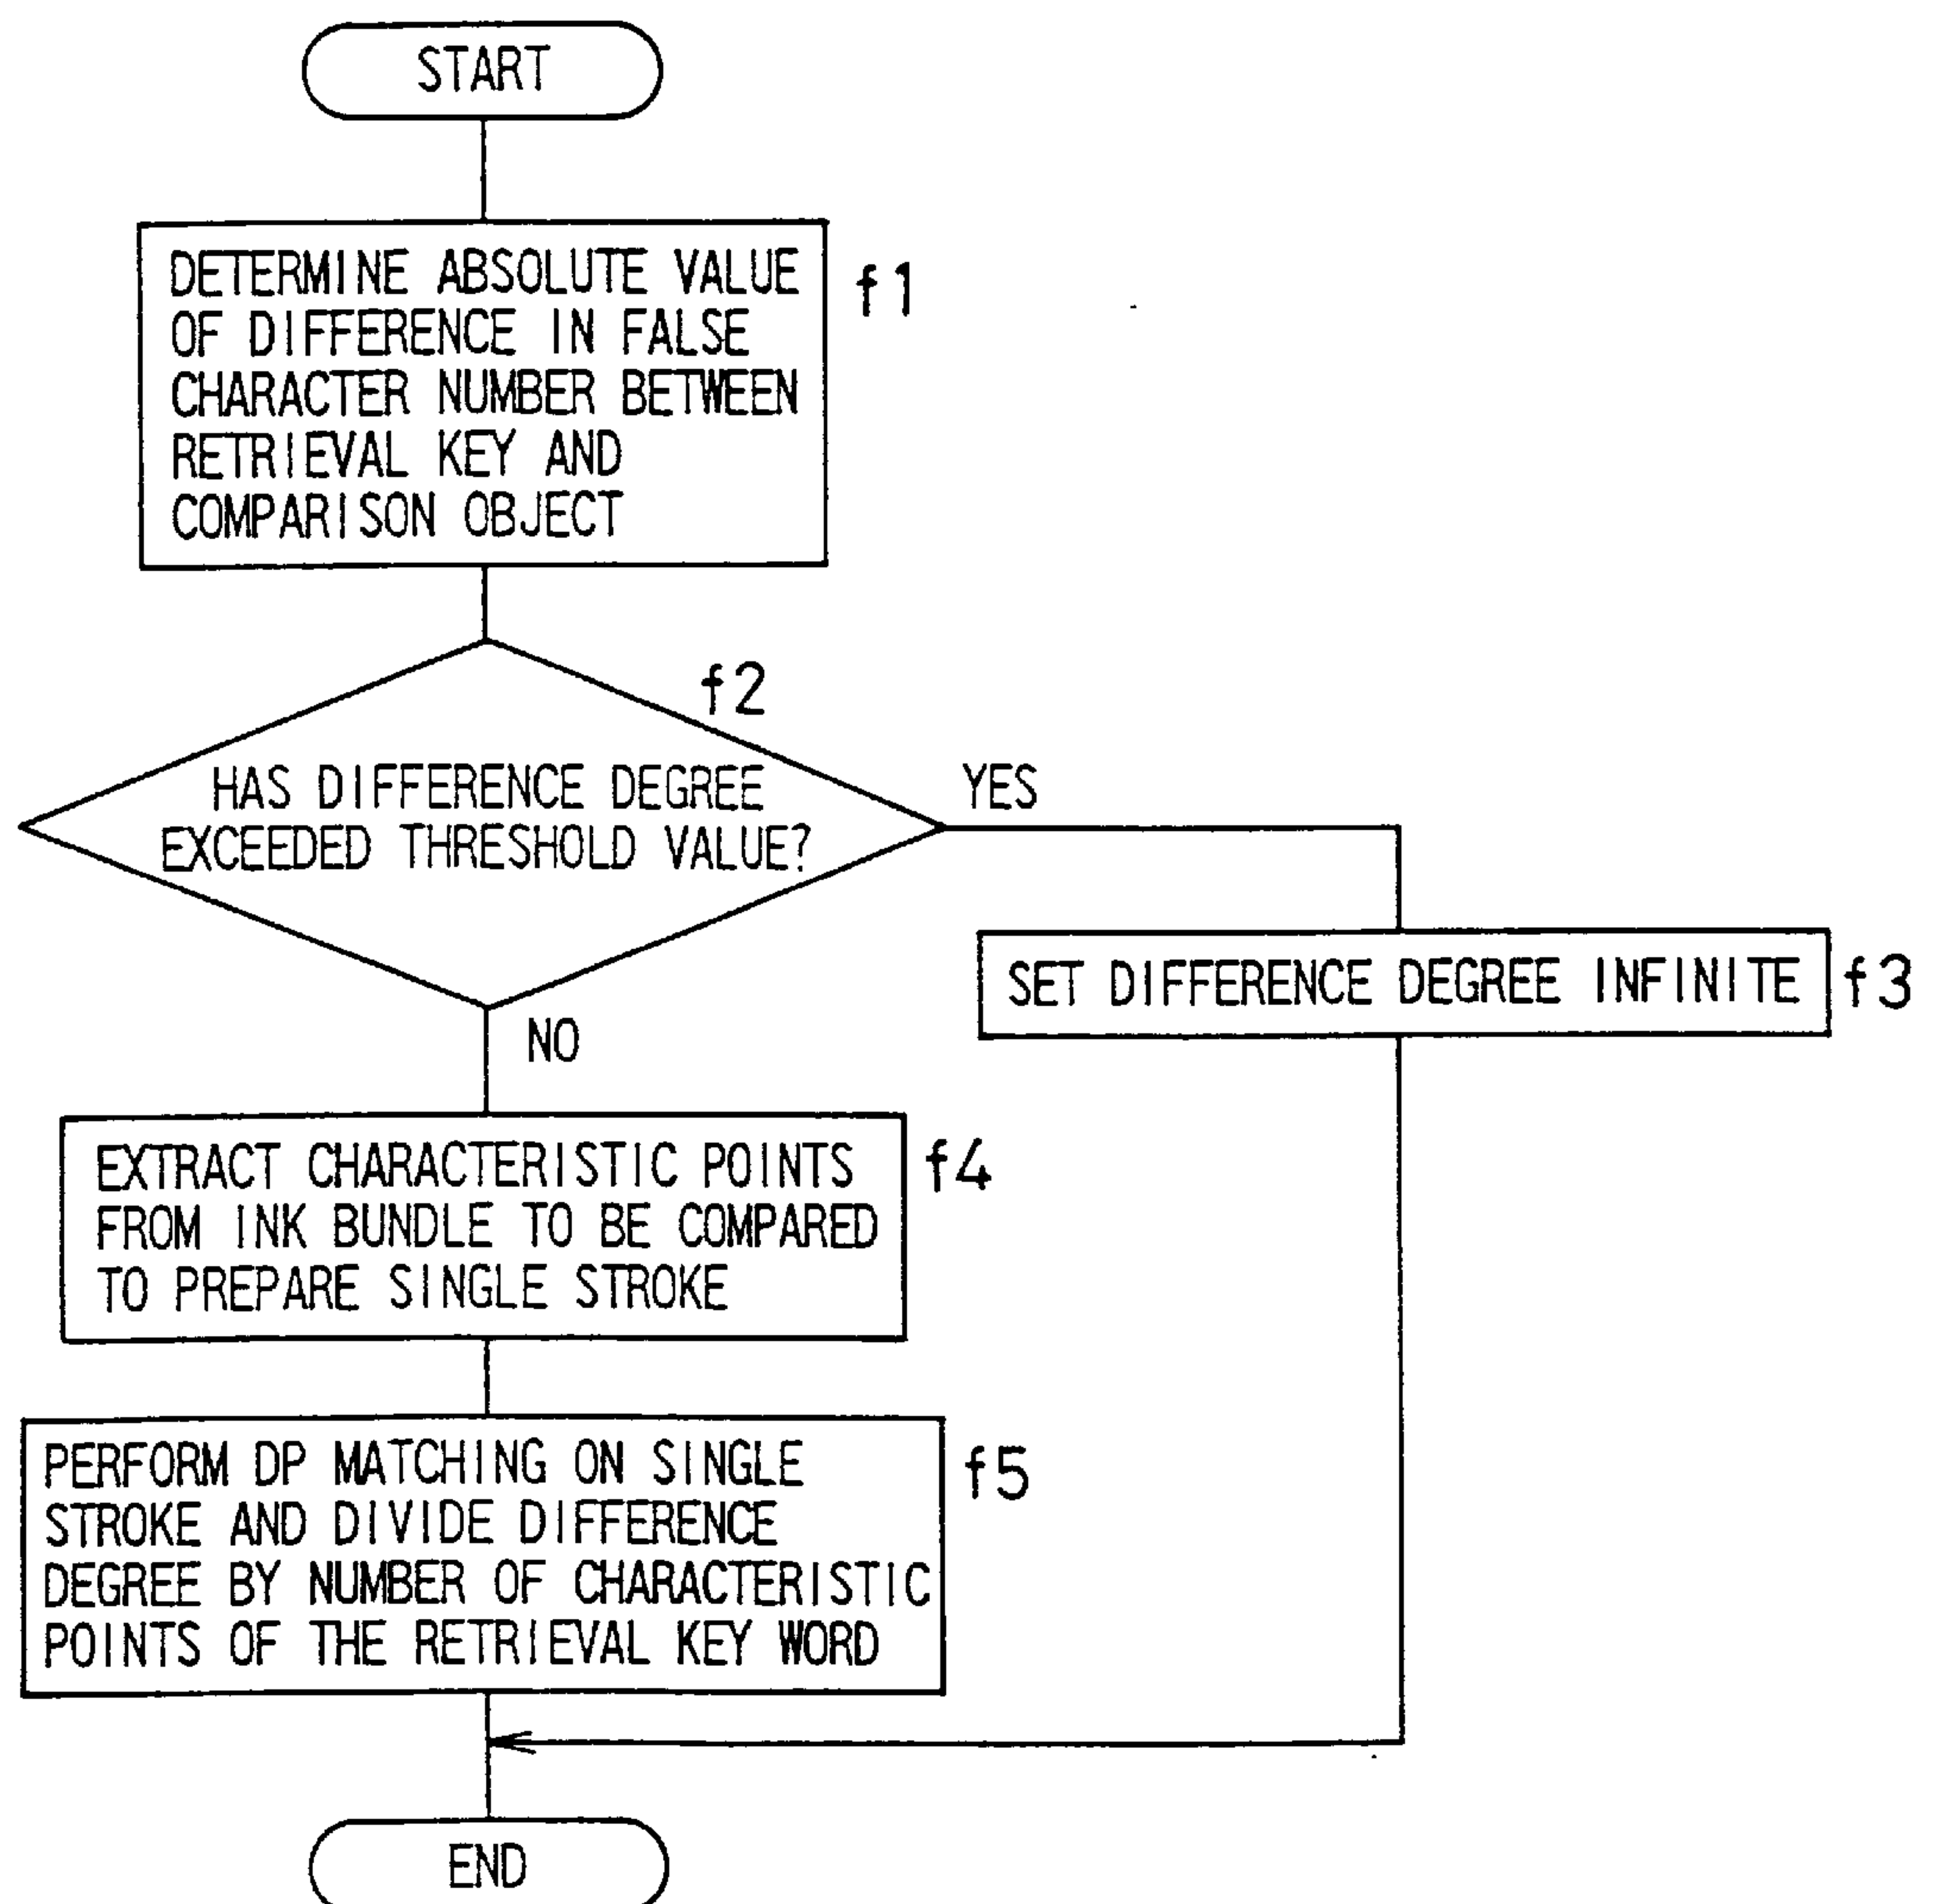 START
DETERMINE ABSOLUTE VALUE
OF DIFFERENCE IN FALSE
CHARACTER NUMBER BETWEEN
RETRIEVAL KEY AND
COMPARISON OBJECT
f1
f2
HAS DIFFERENCE DEGREE
EXCEEDED THRESHOLD VALUE?
YES
SET DIFFERENCE DEGREE INFINITE
f3
NO
EXTRACT CHARACTERISTIC POINTS
FROM INK BUNDLE TO BE COMPARED
TO PREPARE SINGLE STROKE
f4
PERFORM DP MATCHING ON SINGLE
STROKE AND DIVIDE DIFFERENCE
DEGREE BY NUMBER OF CHARACTERISTIC
POINTS OF THE RETRIEVAL KEY WORD
f5
END